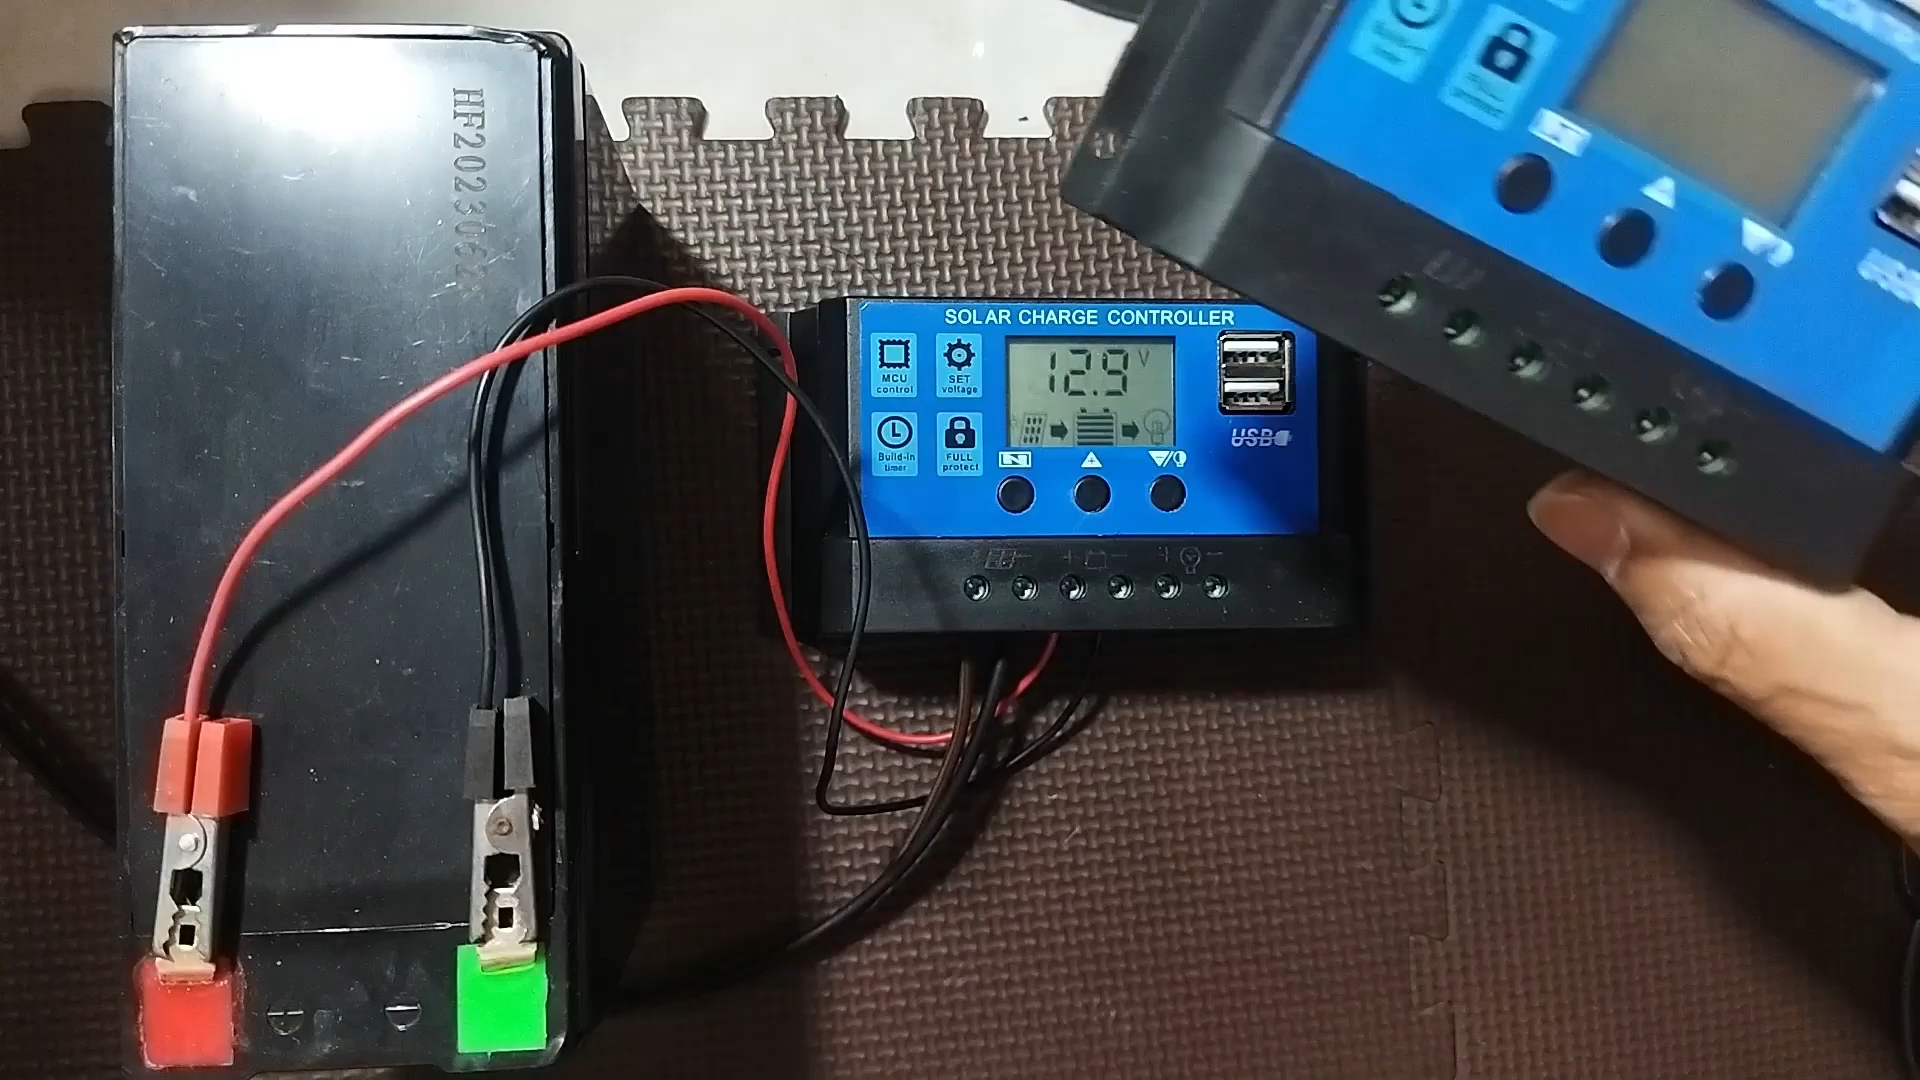 HF2023062
SOLAR CHARGE CONTROLLER
MCU
control
SET
voltage
12.9 V
Build-in
timer
FULL
protect
USB
+ - + - + -